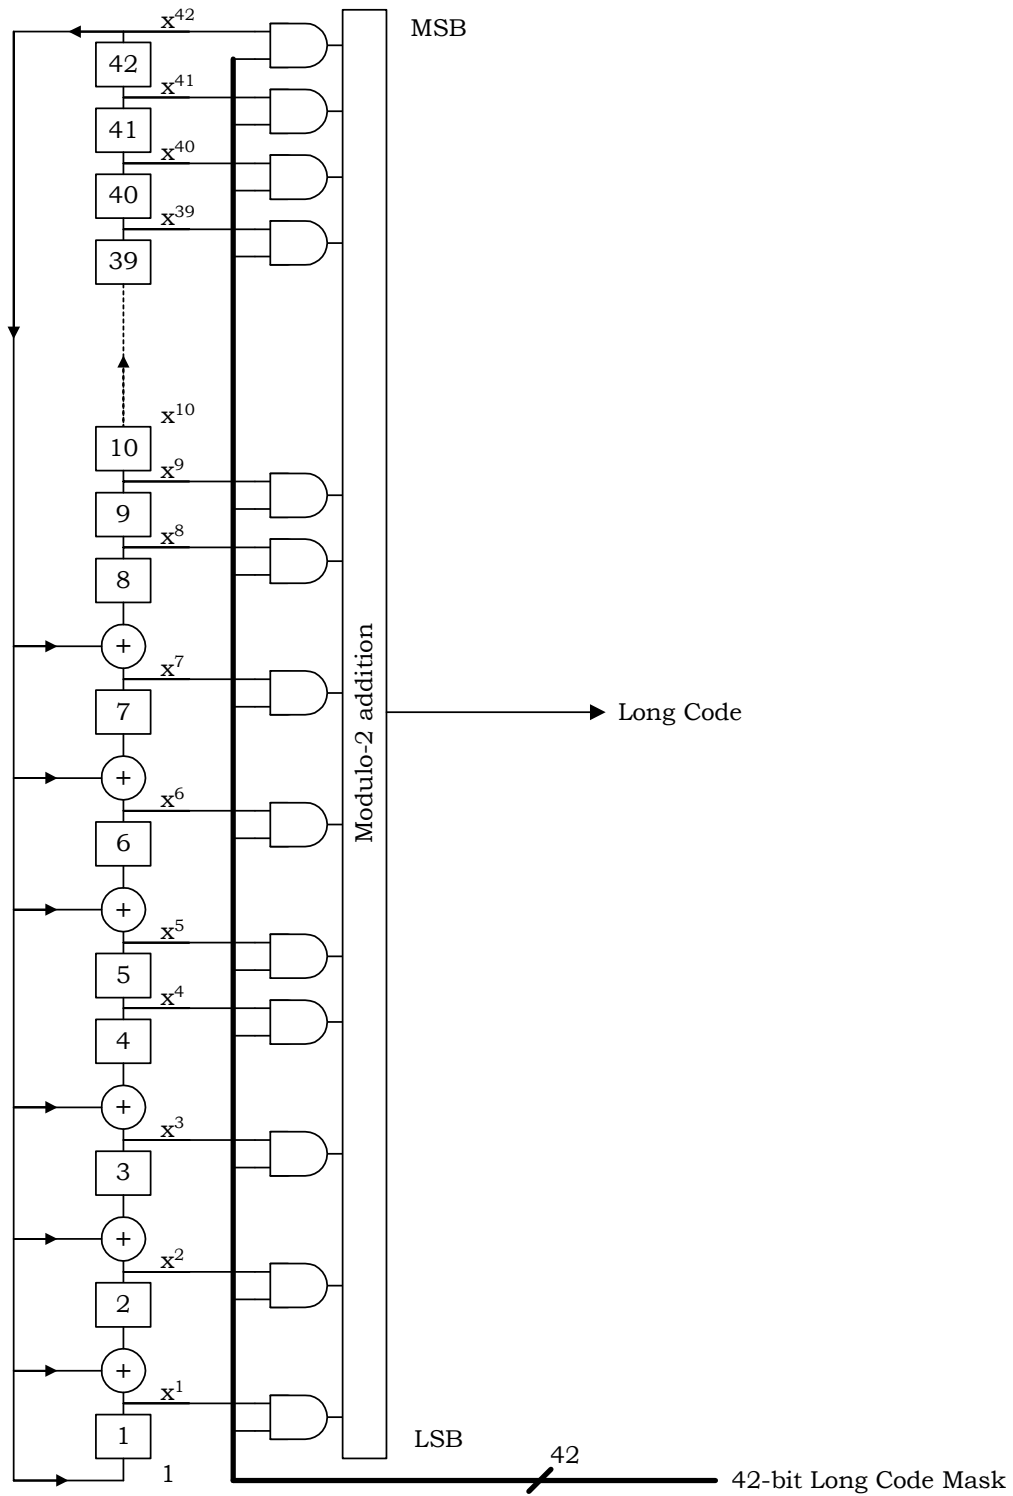 x⁴² MSB
42
x⁴¹
41
x⁴⁰
40
x³⁹
39
x¹⁰
10
x⁹
9
x⁸
8
+
x⁷
7
Modulo-2 addition
Long Code
+
x⁶
6
+
x⁵
5
x⁴
4
+
x³
3
+
x²
2
+
x¹
1
LSB
1
42
42-bit Long Code Mask